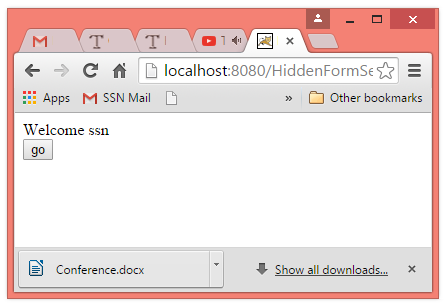 localhost:8080/HiddenFormSe
Apps SSN Mail » Other bookmarks
Welcome ssn
go
Conference.docx Show all downloads...